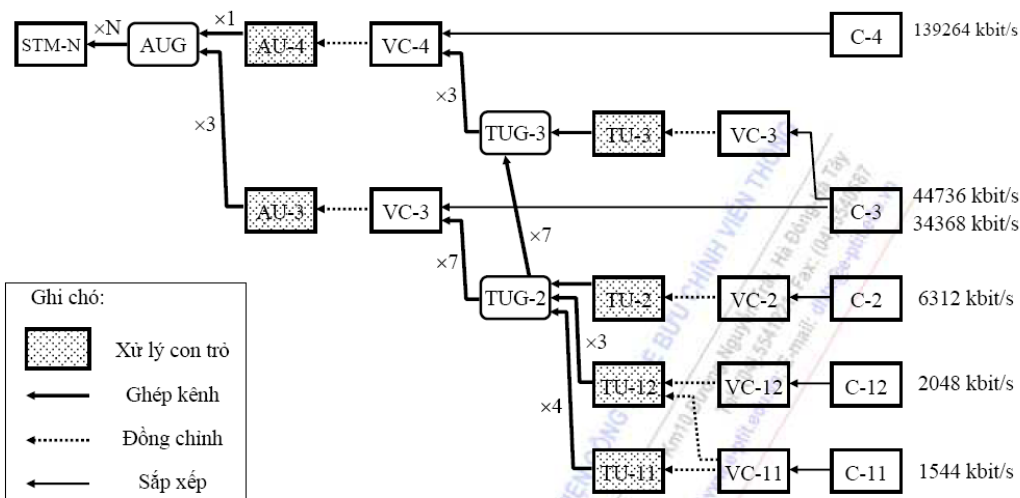 ×N
×1
STM-N
AUG
AU-4
VC-4
C-4
139264 kbit/s
×3
×3
TUG-3
TU-3
VC-3
AU-3
VC-3
C-3
44736 kbit/s
34368 kbit/s
×7
×7
TUG-2
TU-2
VC-2
C-2
6312 kbit/s
×3
TU-12
VC-12
C-12
2048 kbit/s
×4
TU-11
VC-11
C-11
1544 kbit/s
Ghi chó:
Xử lý con trỏ
Ghép kênh
Đồng chỉnh
Sắp xếp